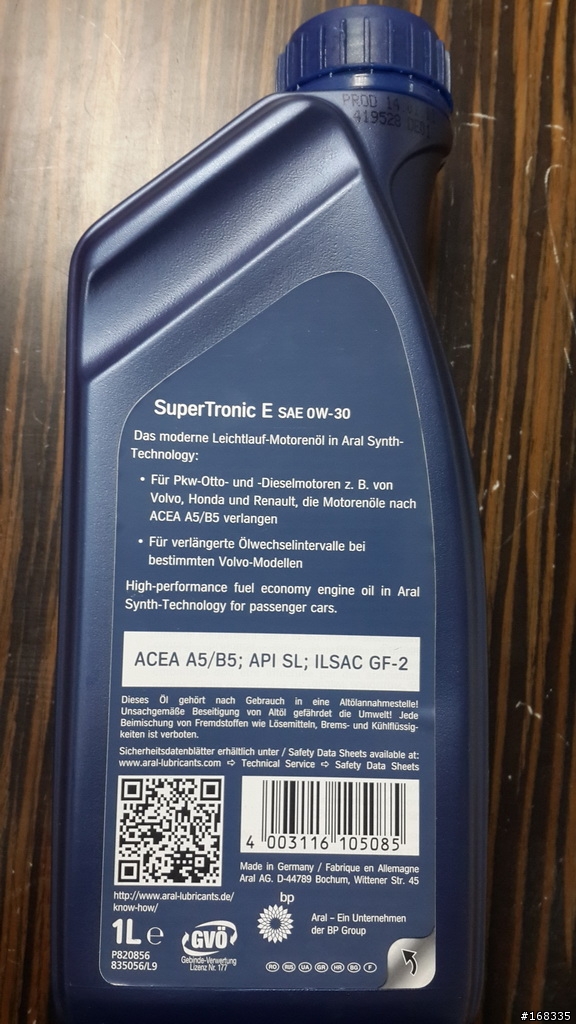 PROD 14
419528
SuperTronic E SAE 0W-30
Das moderne Leichtlauf-Motorenöl in Aral Synth-
Technology:
• Für Pkw-Otto- und -Dieselmotoren z. B. von
Volvo, Honda und Renault, die Motorenöle nach
ACEA A5/B5 verlangen
• Für verlängerte Ölwechselintervalle bei
bestimmten Volvo-Modellen
High-performance fuel economy engine oil in Aral
Synth-Technology for passenger cars.
ACEA A5/B5; API SL; ILSAC GF-2
Dieses Öl gehört nach Gebrauch in eine Altölannahmestelle!
Unsachgemäße Beseitigung von Altöl gefährdet die Umwelt! Jede
Beimischung von Fremdstoffen wie Lösemitteln, Brems- und Kühlflüssig-
keiten ist verboten.
Sicherheitsdatenblätter erhältlich unter / Safety Data Sheets available at:
www.aral-lubricants.com ➩ Technical Service ➩ Safety Data Sheets
4 003116 105085
Made in Germany / Fabrique en Allemagne
Aral AG. D-44789 Bochum, Wittener Str. 45
http://www.aral-lubricants.de/
know-how/
1L e
P820856
835056/L9
GVÖ
Gebinde-Verwertung
Lizenz Nr. 177
bp
Aral – Ein Unternehmen
der BP Group
RO RUS UA GR HR BG F
#168335